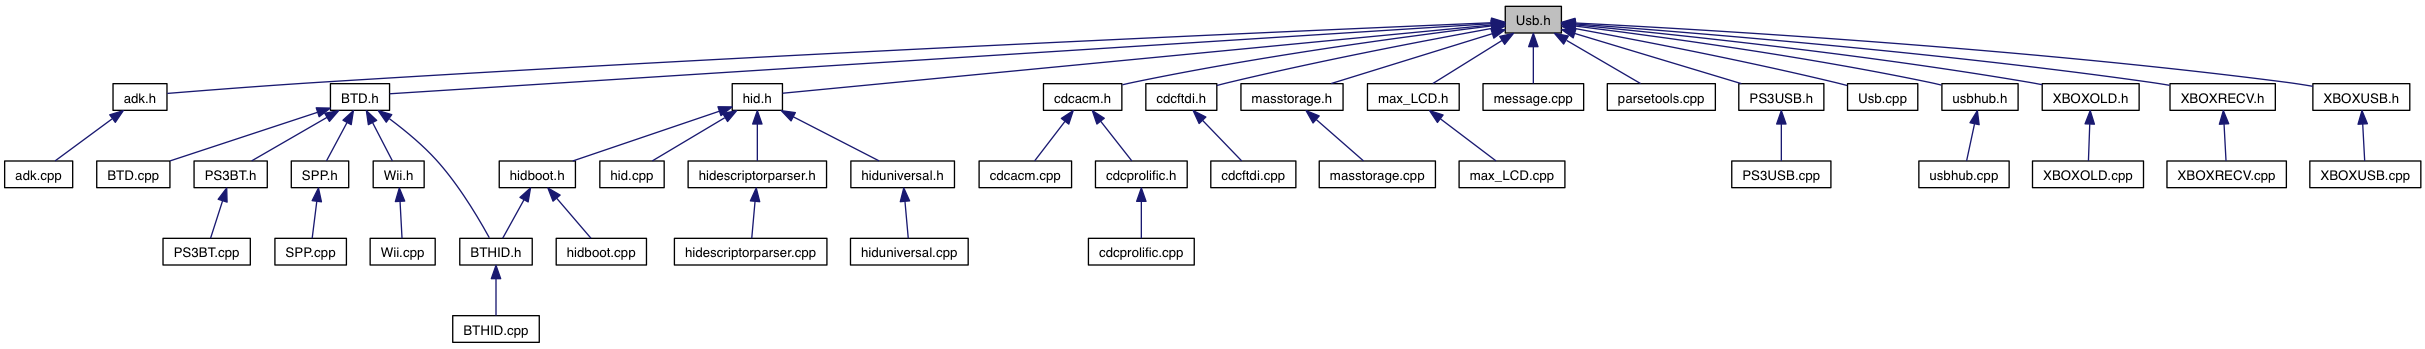 Usb.h
adk.h
BTD.h
hid.h
cdcacm.h
cdcftdi.h
masstorage.h
max_LCD.h
message.cpp
parsetools.cpp
PS3USB.h
Usb.cpp
usbhub.h
XBOXOLD.h
XBOXRECV.h
XBOXUSB.h
adk.cpp
BTD.cpp
PS3BT.h
SPP.h
Wii.h
hidboot.h
hid.cpp
hidescriptorparser.h
hiduniversal.h
cdcacm.cpp
cdcprolific.h
cdcftdi.cpp
masstorage.cpp
max_LCD.cpp
PS3USB.cpp
usbhub.cpp
XBOXOLD.cpp
XBOXRECV.cpp
XBOXUSB.cpp
PS3BT.cpp
SPP.cpp
Wii.cpp
BTHID.h
hidboot.cpp
hidescriptorparser.cpp
hiduniversal.cpp
cdcprolific.cpp
BTHID.cpp